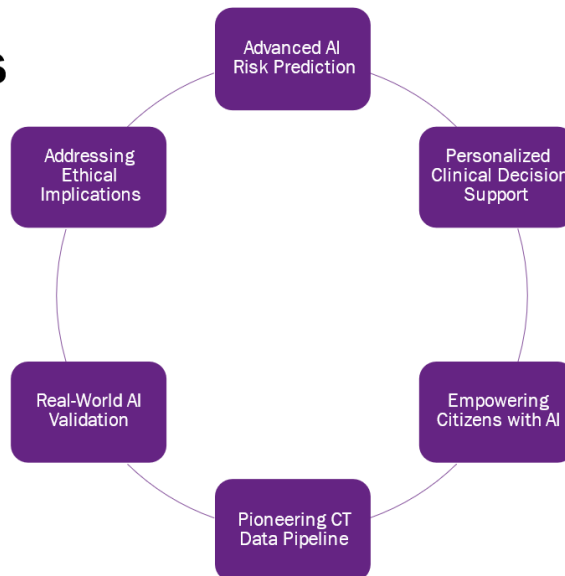 s
Advanced AI
Risk Prediction
Personalized
Clinical Decision
Support
Empowering
Citizens with AI
Pioneering CT
Data Pipeline
Real-World AI
Validation
Addressing
Ethical
Implications